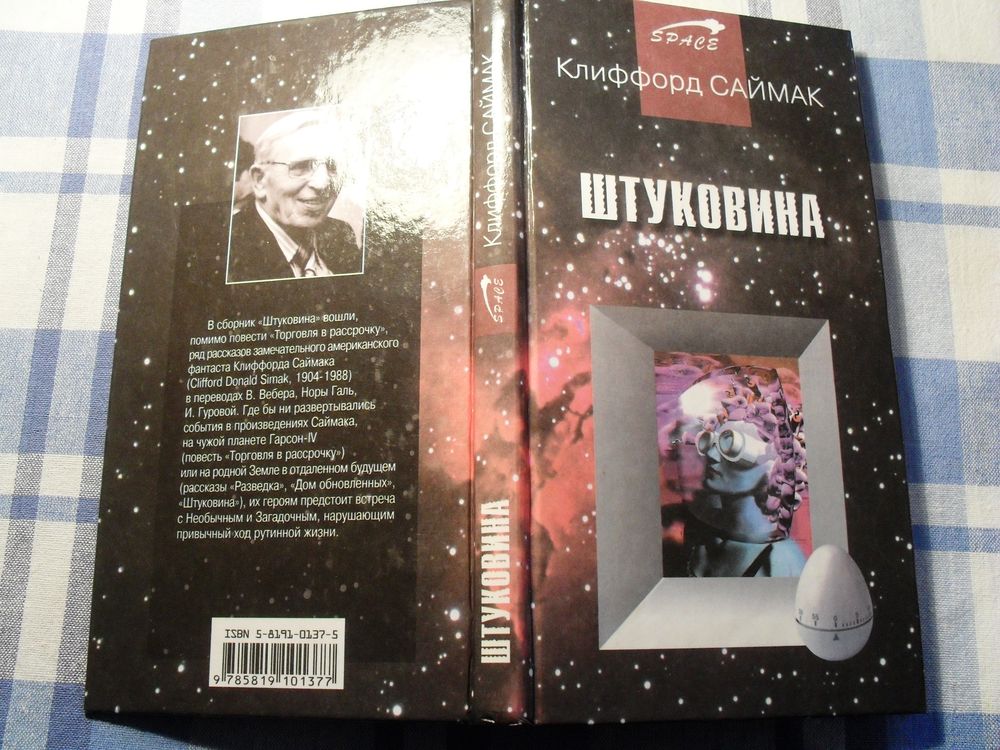 В сборник «Штуковина» вошли,
помимо повести «Торговля в рассрочку»,
ряд рассказов замечательного американского
фантаста Клиффорда Саймака
(Clifford Donald Simak, 1904-1988)
в переводах В. Вебера, Норы Галь,
И. Гуровой. Где бы ни развертывались
события в произведениях Саймака,
на чужой планете Гарсон-IV
(повесть «Торговля в рассрочку»)
или на родной Земле в отдаленном будущем
(рассказы «Разведка», «Дом обновленных»,
«Штуковина»), их героям предстоит встреча
с Необычным и Загадочным, нарушающим
привычный ход рутинной жизни.
ISBN 5-8191-0137-5
9 785819 101377
Клиффорд САЙМАК
SPACE
ШТУКОВИНА
SPACE
Клиффорд САЙМАК
ШТУКОВИНА
55 0 5